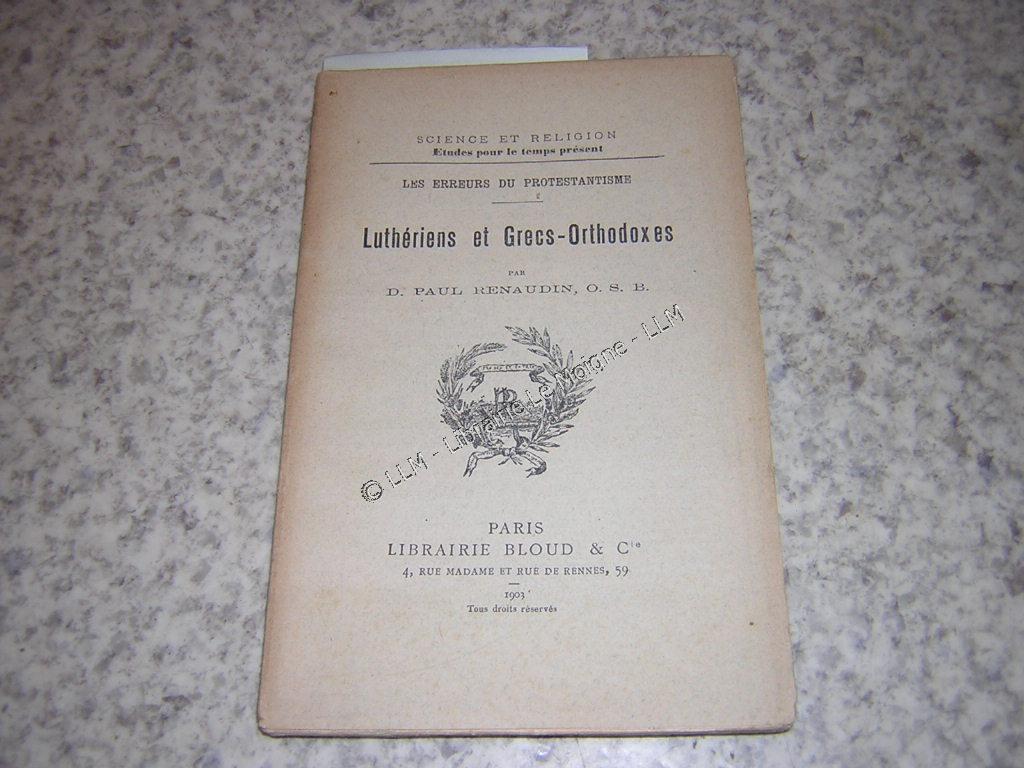 SCIENCE ET RELIGION
Etudes pour le temps présent
LES ERREURS DU PROTESTANTISME
Luthériens et Grecs-Orthodoxes
PAR
D. PAUL RENAUDIN, O. S. B.
© LLM - Librairie Le Moigne - LLM
PARIS
LIBRAIRIE BLOUD & Cie
4, RUE MADAME ET RUE DE RENNES, 59
1903
Tous droits réservés